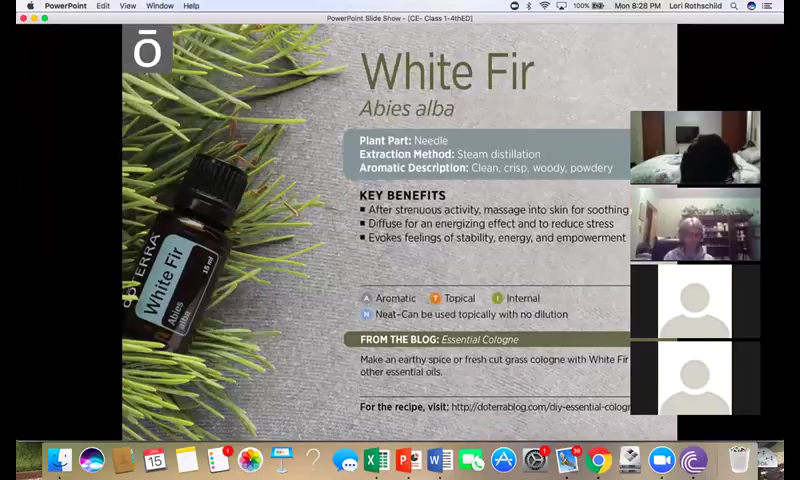 PowerPoint Edit View Window Help
100% Mon 8:28 PM Lori Rothschild
PowerPoint Slide Show - [CE- Class 1-4thED]
ō
White Fir
Abies alba
Plant Part: Needle
Extraction Method: Steam distillation
Aromatic Description: Clean, crisp, woody, powdery
KEY BENEFITS
▪ After strenuous activity, massage into skin for soothing
▪ Diffuse for an energizing effect and to reduce stress
▪ Evokes feelings of stability, energy, and empowerment
A Aromatic T Topical I Internal
N Neat–Can be used topically with no dilution
FROM THE BLOG: Essential Cologne
Make an earthy spice or fresh cut grass cologne with White Fir
other essential oils.
For the recipe, visit: http://doterrablog.com/diy-essential-cologn
dōTERRA
White Fir
15 ml
Abies
alba
JAN
15
1
1
39